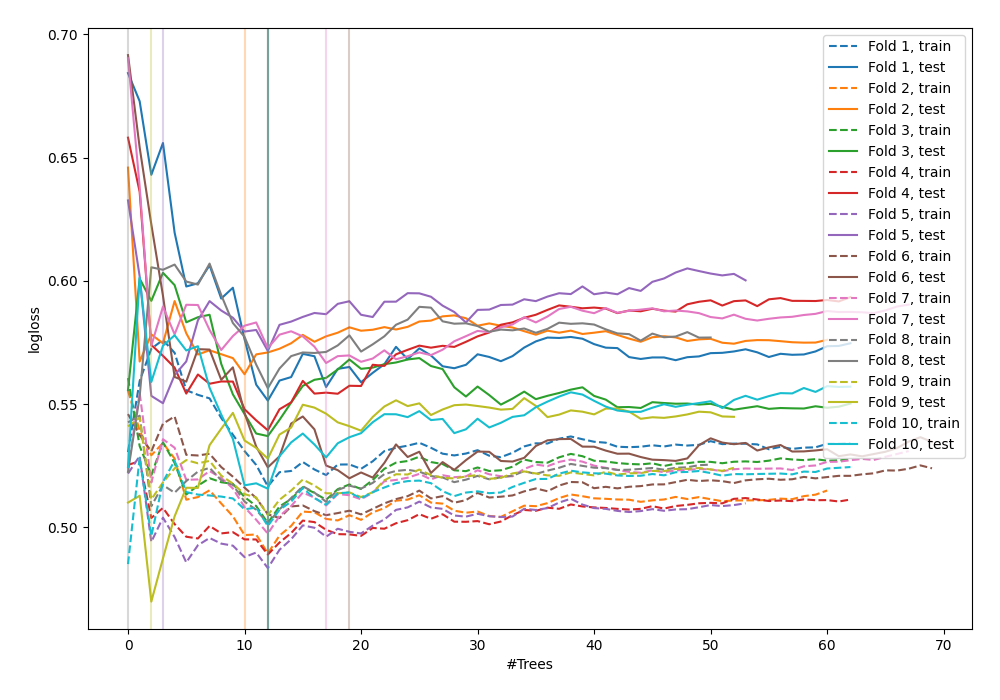 0.70
0.65
0.60
0.55
0.50
logloss
0
10
20
30
40
50
60
70
#Trees
Fold 1, train
Fold 1, test
Fold 2, train
Fold 2, test
Fold 3, train
Fold 3, test
Fold 4, train
Fold 4, test
Fold 5, train
Fold 5, test
Fold 6, train
Fold 6, test
Fold 7, train
Fold 7, test
Fold 8, train
Fold 8, test
Fold 9, train
Fold 9, test
Fold 10, train
Fold 10, test